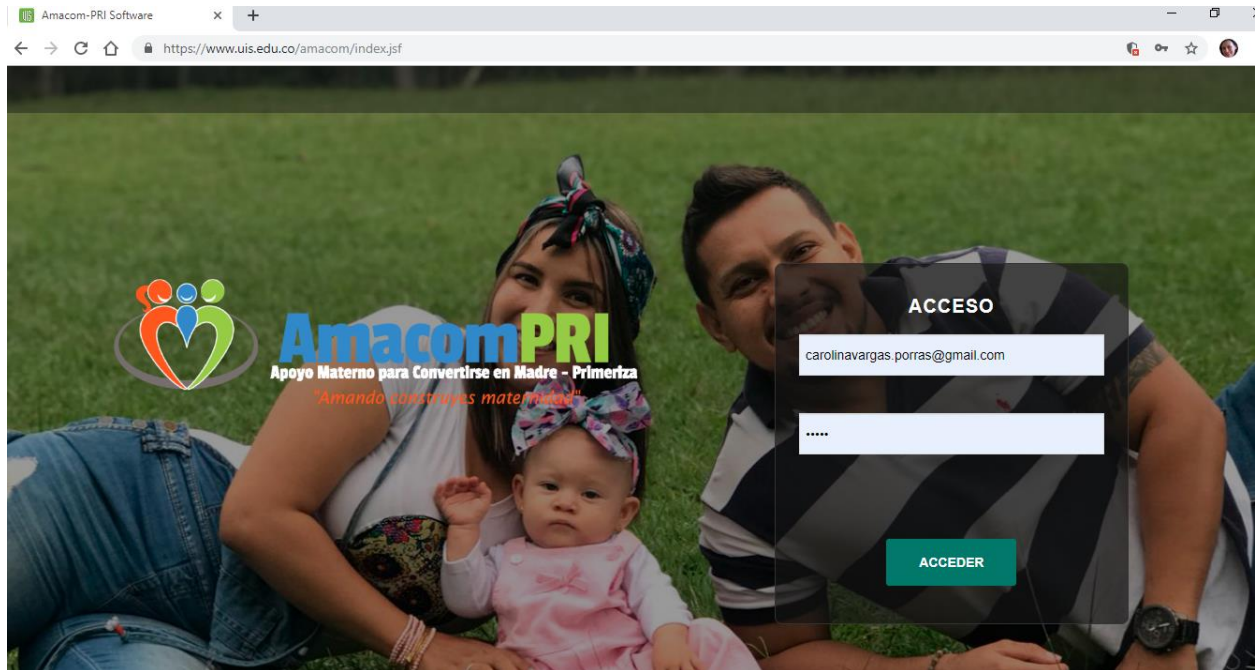 Amacom-PRI Software
https://www.uis.edu.co/amacom/index.jsf
AmacomPRI
Apoyo Materno para Convertirse en Madre - Primeriza
"Amando construyes maternidad"
ACCESO
carolinavargas.porras@gmail.com
•••••
ACCEDER